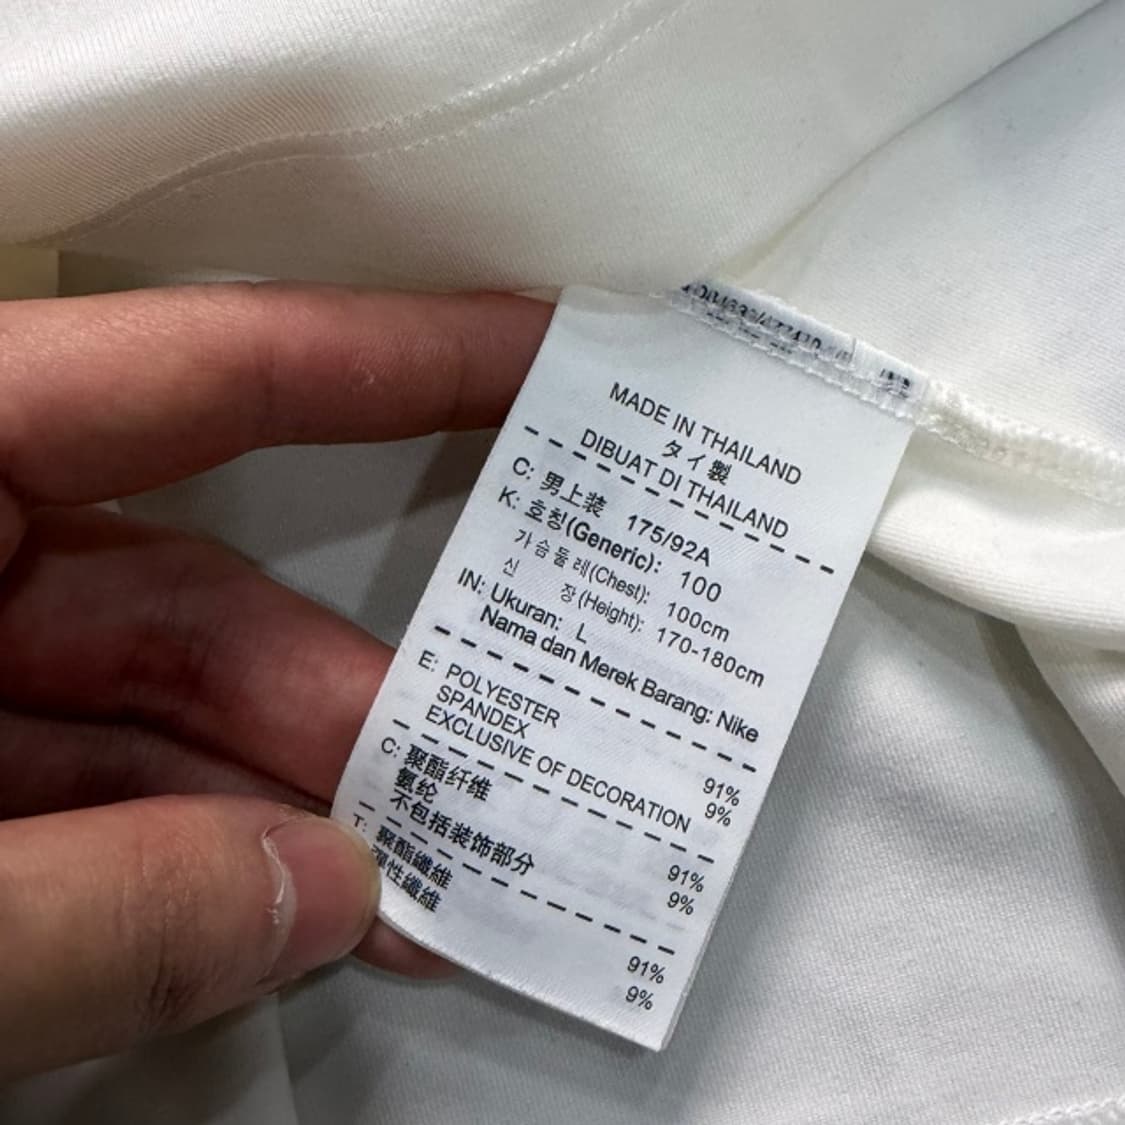 MADE IN THAILAND
タイ製
DIBUAT DI THAILAND
C: 男上装 175/92A
K: 호칭(Generic): 100
가슴둘레(Chest): 100cm
신 장(Height): 170-180cm
IN: Ukuran: L
Nama dan Merek Barang: Nike
E: POLYESTER 91%
SPANDEX 9%
EXCLUSIVE OF DECORATION
C: 聚酯纤维 91%
氨纶 9%
不包括装饰部分
T: 聚酯纖維 91%
彈性纖維 9%